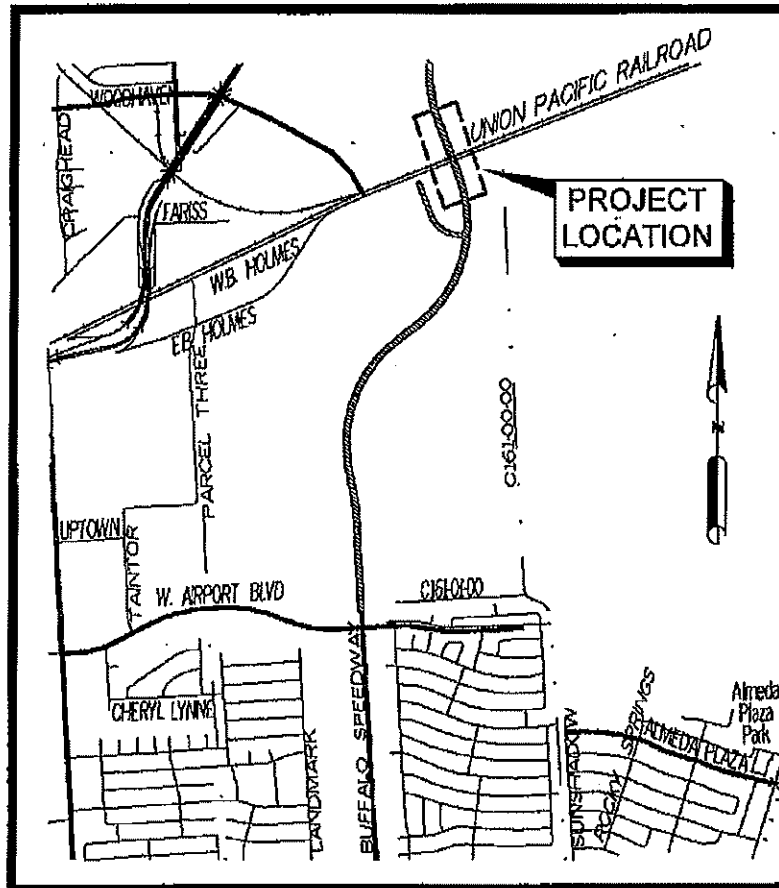 WOODHAVEN
UNION PACIFIC RAILROAD
CRAIGHEAD
FARISS
PROJECT
LOCATION
W.B. HOLMES
E.B. HOLMES
PARCEL THREE
C161-00-00
N
UPTOWN
TAINTOR
W. AIRPORT BLVD
C161-01-00
CHERYL LYNNE
LANDMARK
BUFFALO SPEEDWAY
SUNSHADOW
ROCKY SPRINGS
Almeda
Plaza
Park
ALMEDA PLAZA